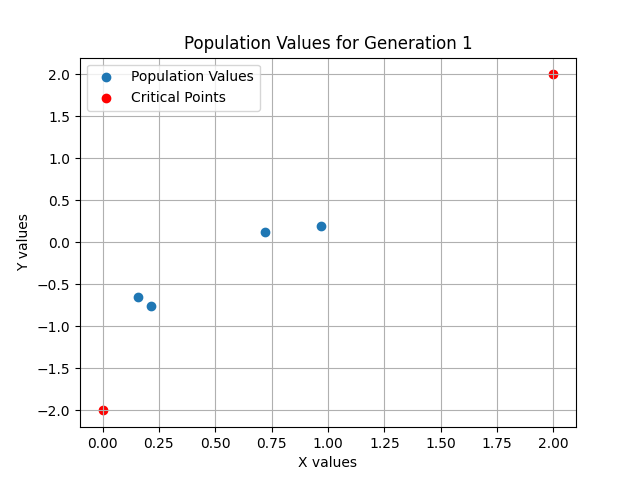 Population Values for Generation 1
Population Values
Critical Points
2.0
1.5
1.0
0.5
0.0
−0.5
−1.0
−1.5
−2.0
Y values
0.00 0.25 0.50 0.75 1.00 1.25 1.50 1.75 2.00
X values